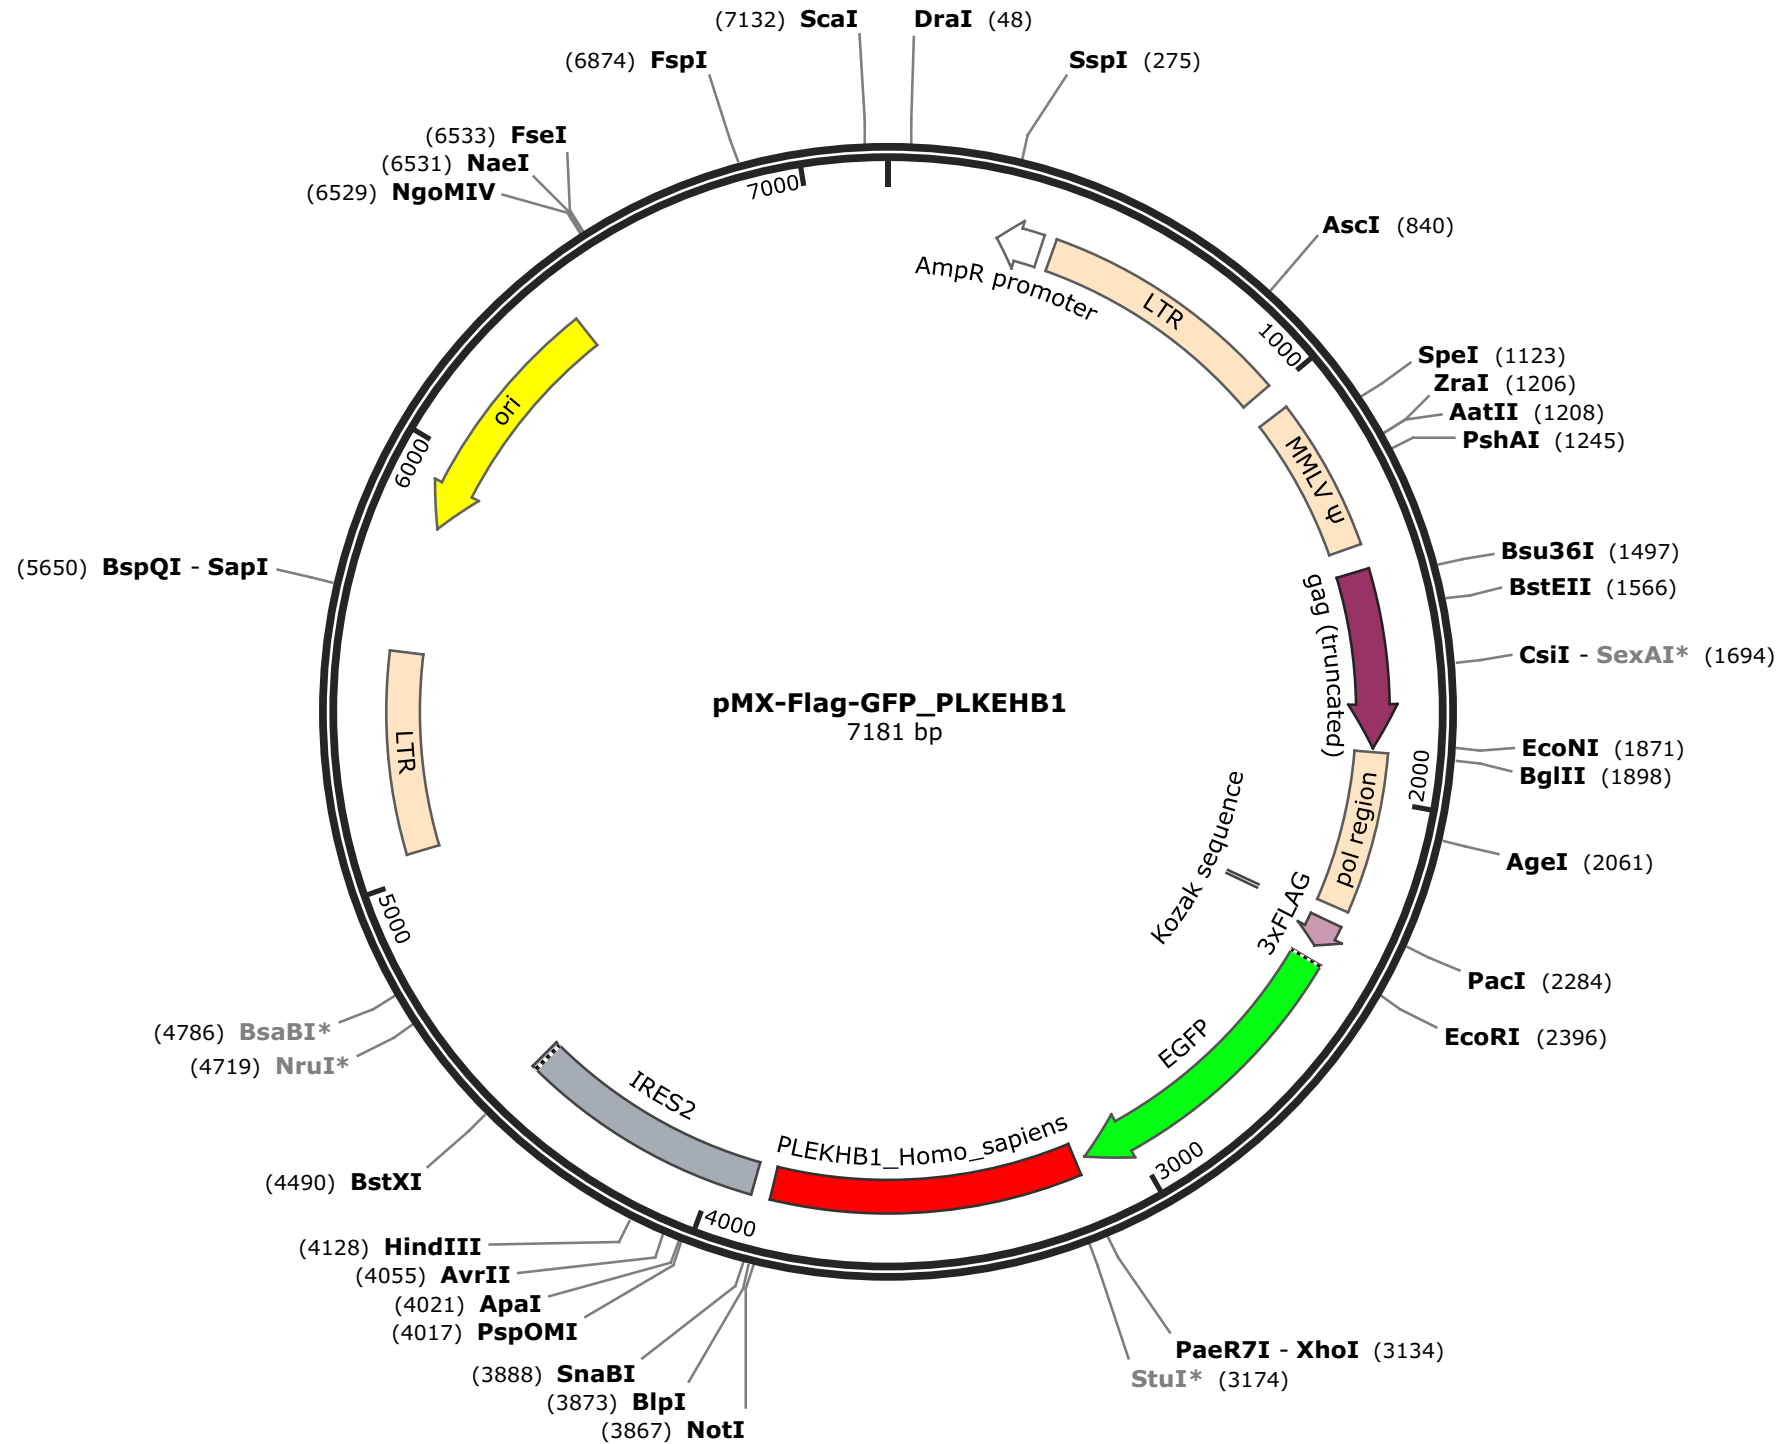 (7132) ScaI
DraI (48)
(6874) FspI
SspI (275)
(6533) FseI
(6531) NaeI
(6529) NgoMIV
7000
AscI (840)
AmpR promoter
LTR
1000
SpeI (1123)
ZraI (1206)
AatII (1208)
PshAI (1245)
MMLV Ψ
ori
6000
Bsu36I (1497)
BstEII (1566)
(5650) BspQI - SapI
gag (truncated)
CsiI - SexAI* (1694)
pMX-Flag-GFP_PLKEHB1
7181 bp
LTR
EcoNI (1871)
BglII (1898)
2000
pol region
AgeI (2061)
Kozak sequence
3xFLAG
5000
PacI (2284)
EcoRI (2396)
(4786) BsaBI*
(4719) NruI*
EGFP
IRES2
PLEKHB1_Homo_sapiens
3000
(4490) BstXI
4000
(4128) HindIII
(4055) AvrII
(4021) ApaI
(4017) PspOMI
(3888) SnaBI
(3873) BlpI
(3867) NotI
PaeR7I - XhoI (3134)
StuI* (3174)